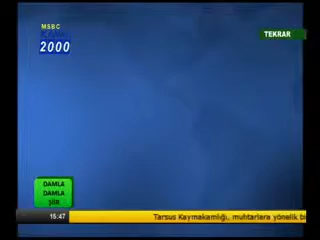 MSBC
2000
TEKRAR
DAMLA
DAMLA
ŞİİR
15:47
Tarsus Kaymakamlığı, muhtarlara yönelik bi